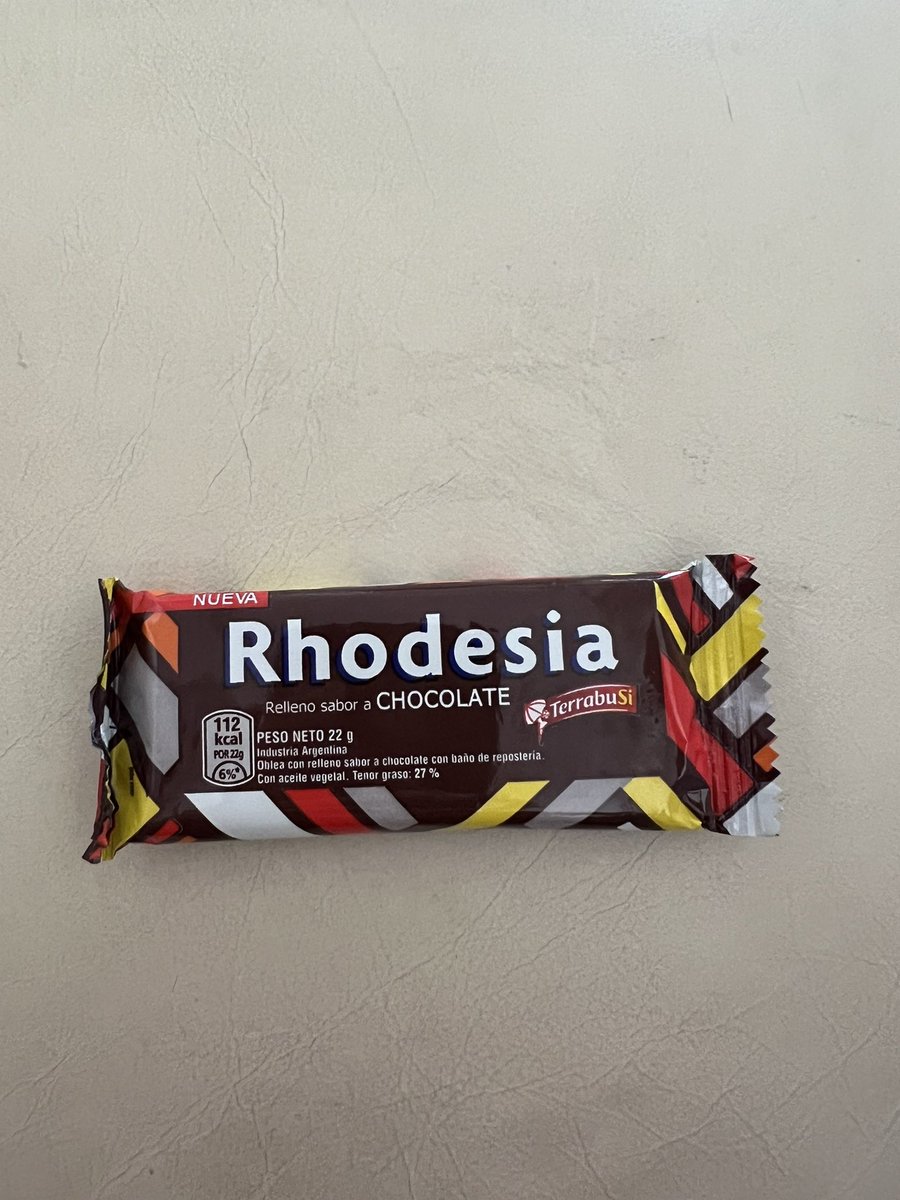 NUEVA
Rhodesia
Relleno sabor a CHOCOLATE
TerrabuSi
112
kcal
POR 22g
6%*
PESO NETO 22 g
Industria Argentina
Oblea con relleno sabor a chocolate con baño de repostería.
Con aceite vegetal. Tenor graso: 27 %